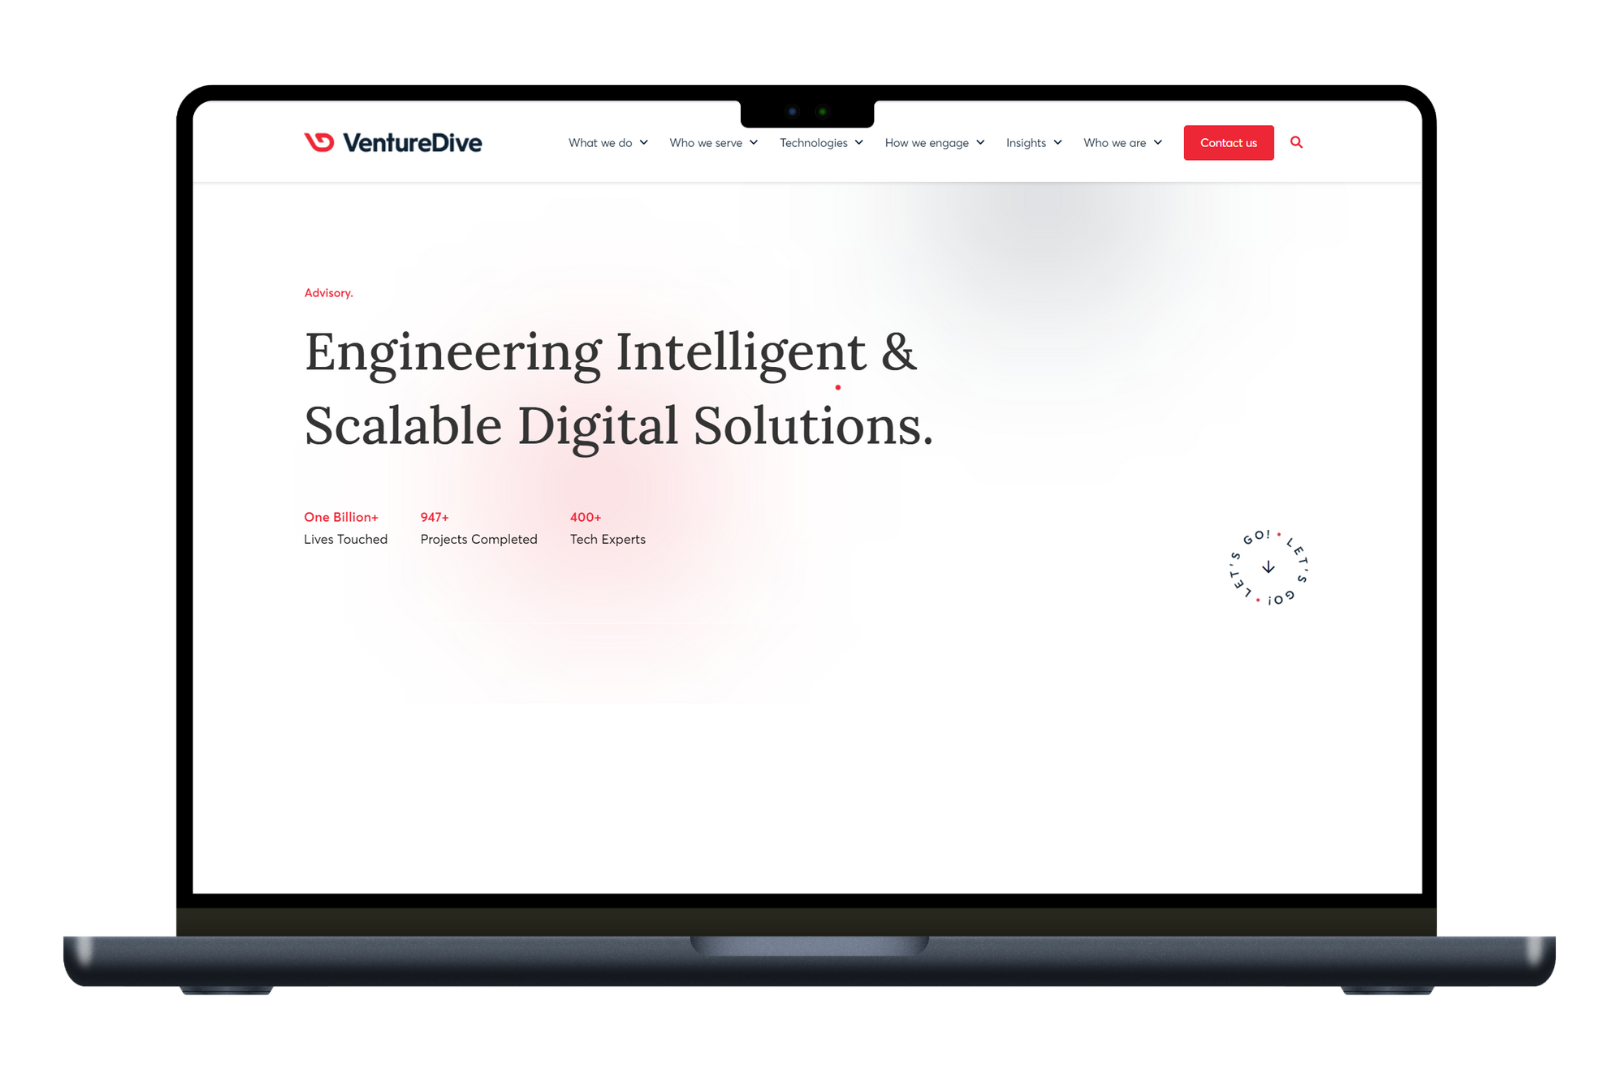 VentureDive
What we do
Who we serve
Technologies
How we engage
Insights
Who we are
Contact us
Advisory.
Engineering Intelligent &
Scalable Digital Solutions.
One Billion+
Lives Touched
947+
Projects Completed
400+
Tech Experts
LET'S GO! • LET'S GO! •